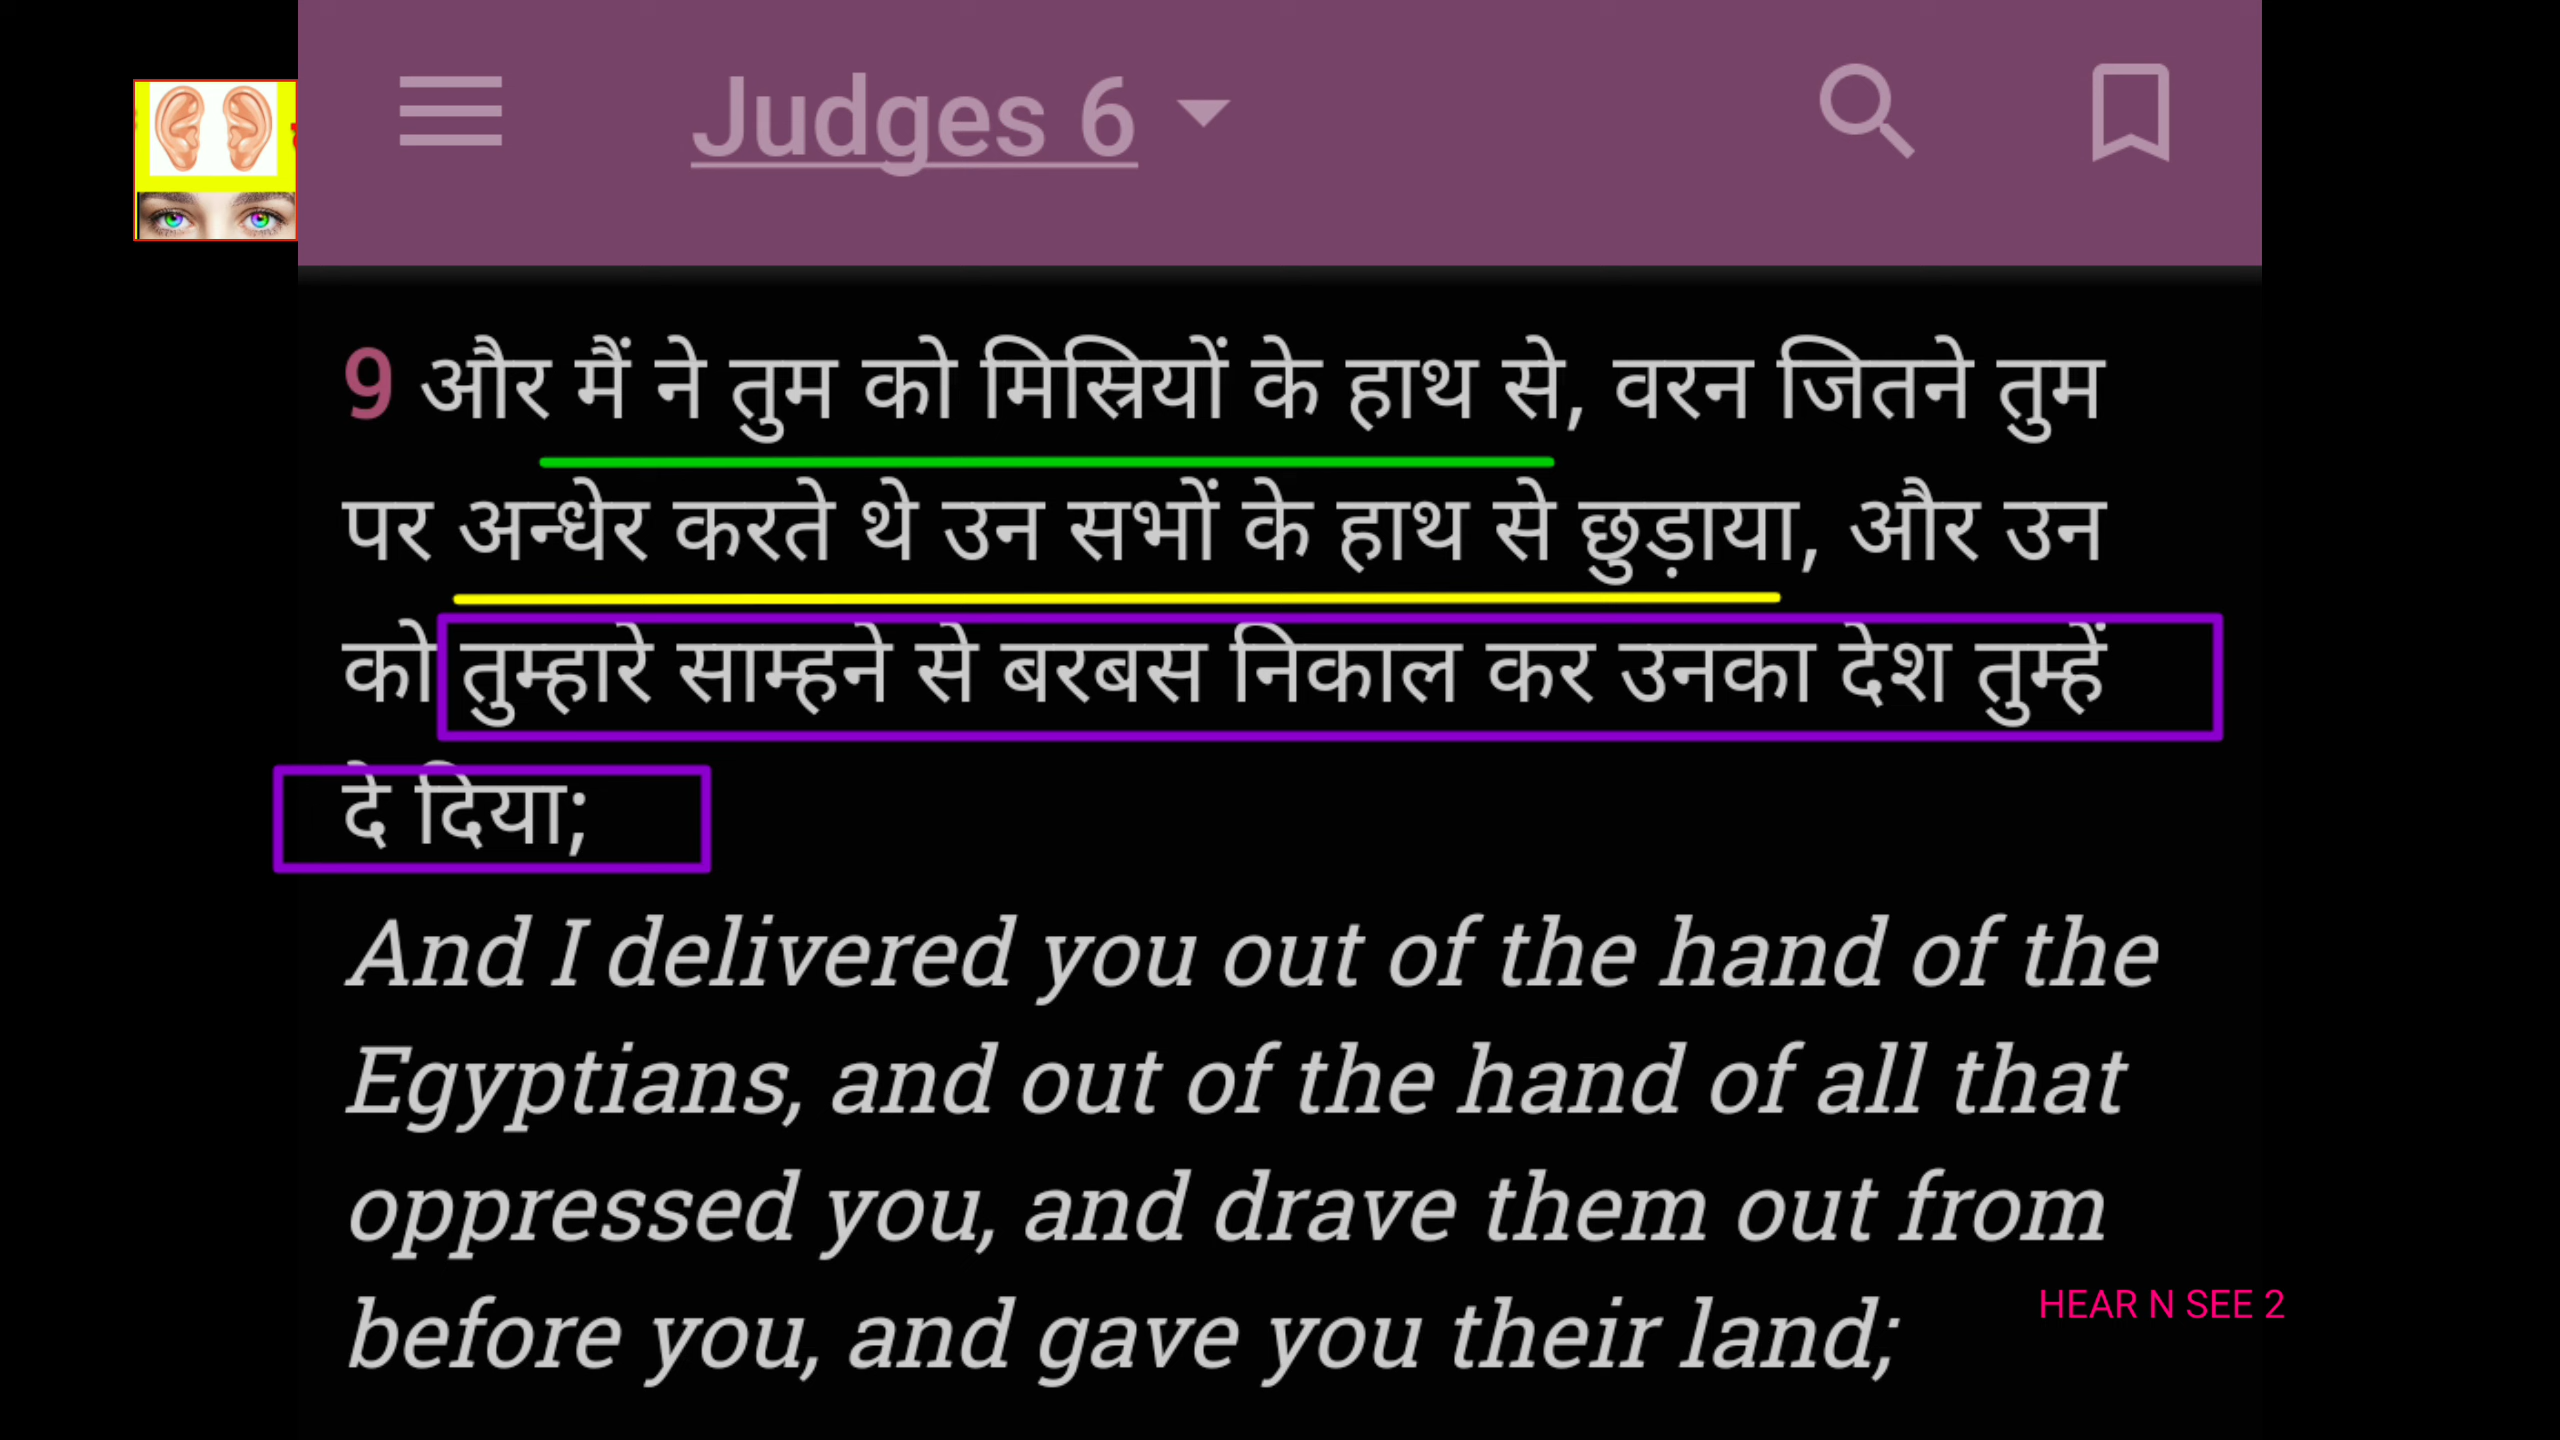 Judges 6
9 और मैं ने तुम को मिस्रियों के हाथ से, वरन जितने तुम
पर अन्धेर करते थे उन सभों के हाथ से छुड़ाया, और उन
को तुम्हारे साम्हने से बरबस निकाल कर उनका देश तुम्हें
दे दिया;
And I delivered you out of the hand of the
Egyptians, and out of the hand of all that
oppressed you, and drave them out from
before you, and gave you their land;
HEAR N SEE 2